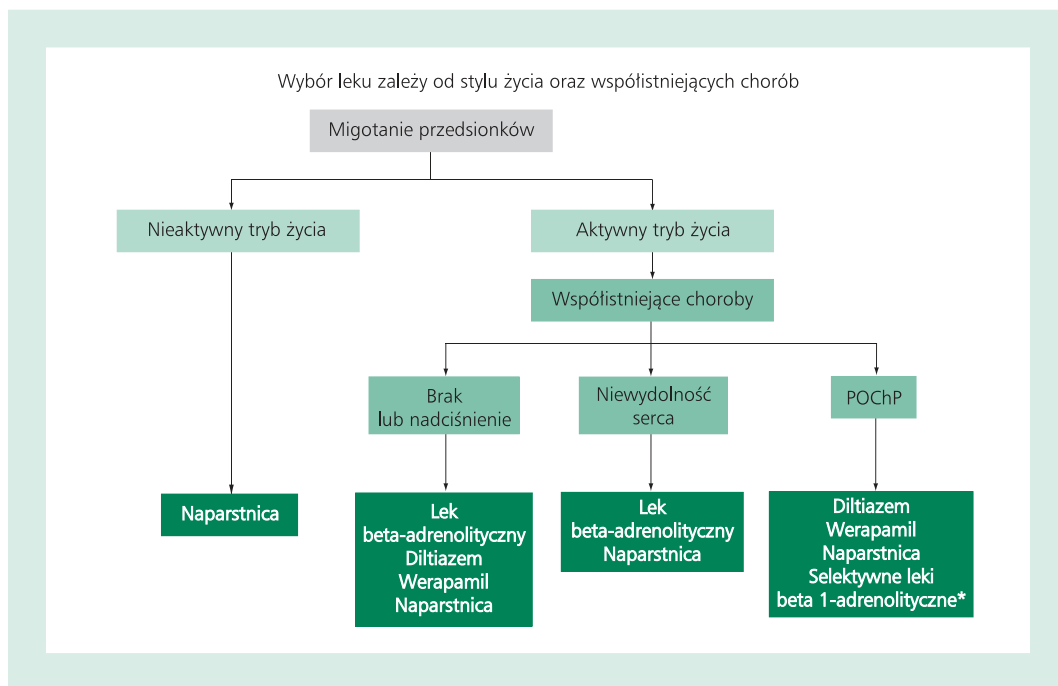 Wybór leku zależy od stylu życia oraz współistniejących chorób
Migotanie przedsionków
Nieaktywny tryb życia
Aktywny tryb życia
Współistniejące choroby
Brak
lub nadciśnienie
Niewydolność
serca
POChP
Naparstnica
Lek
beta-adrenolityczny
Diltiazem
Werapamil
Naparstnica
Lek
beta-adrenolityczny
Naparstnica
Diltiazem
Werapamil
Naparstnica
Selektywne leki
beta 1-adrenolityczne*